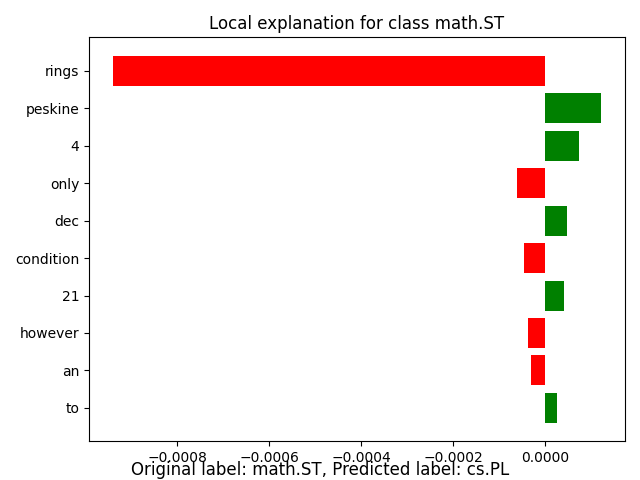 Local explanation for class math.ST
rings
peskine
4
only
dec
condition
21
however
an
to
−0.0008 −0.0006 −0.0004 −0.0002 0.0000
Original label: math.ST, Predicted label: cs.PL